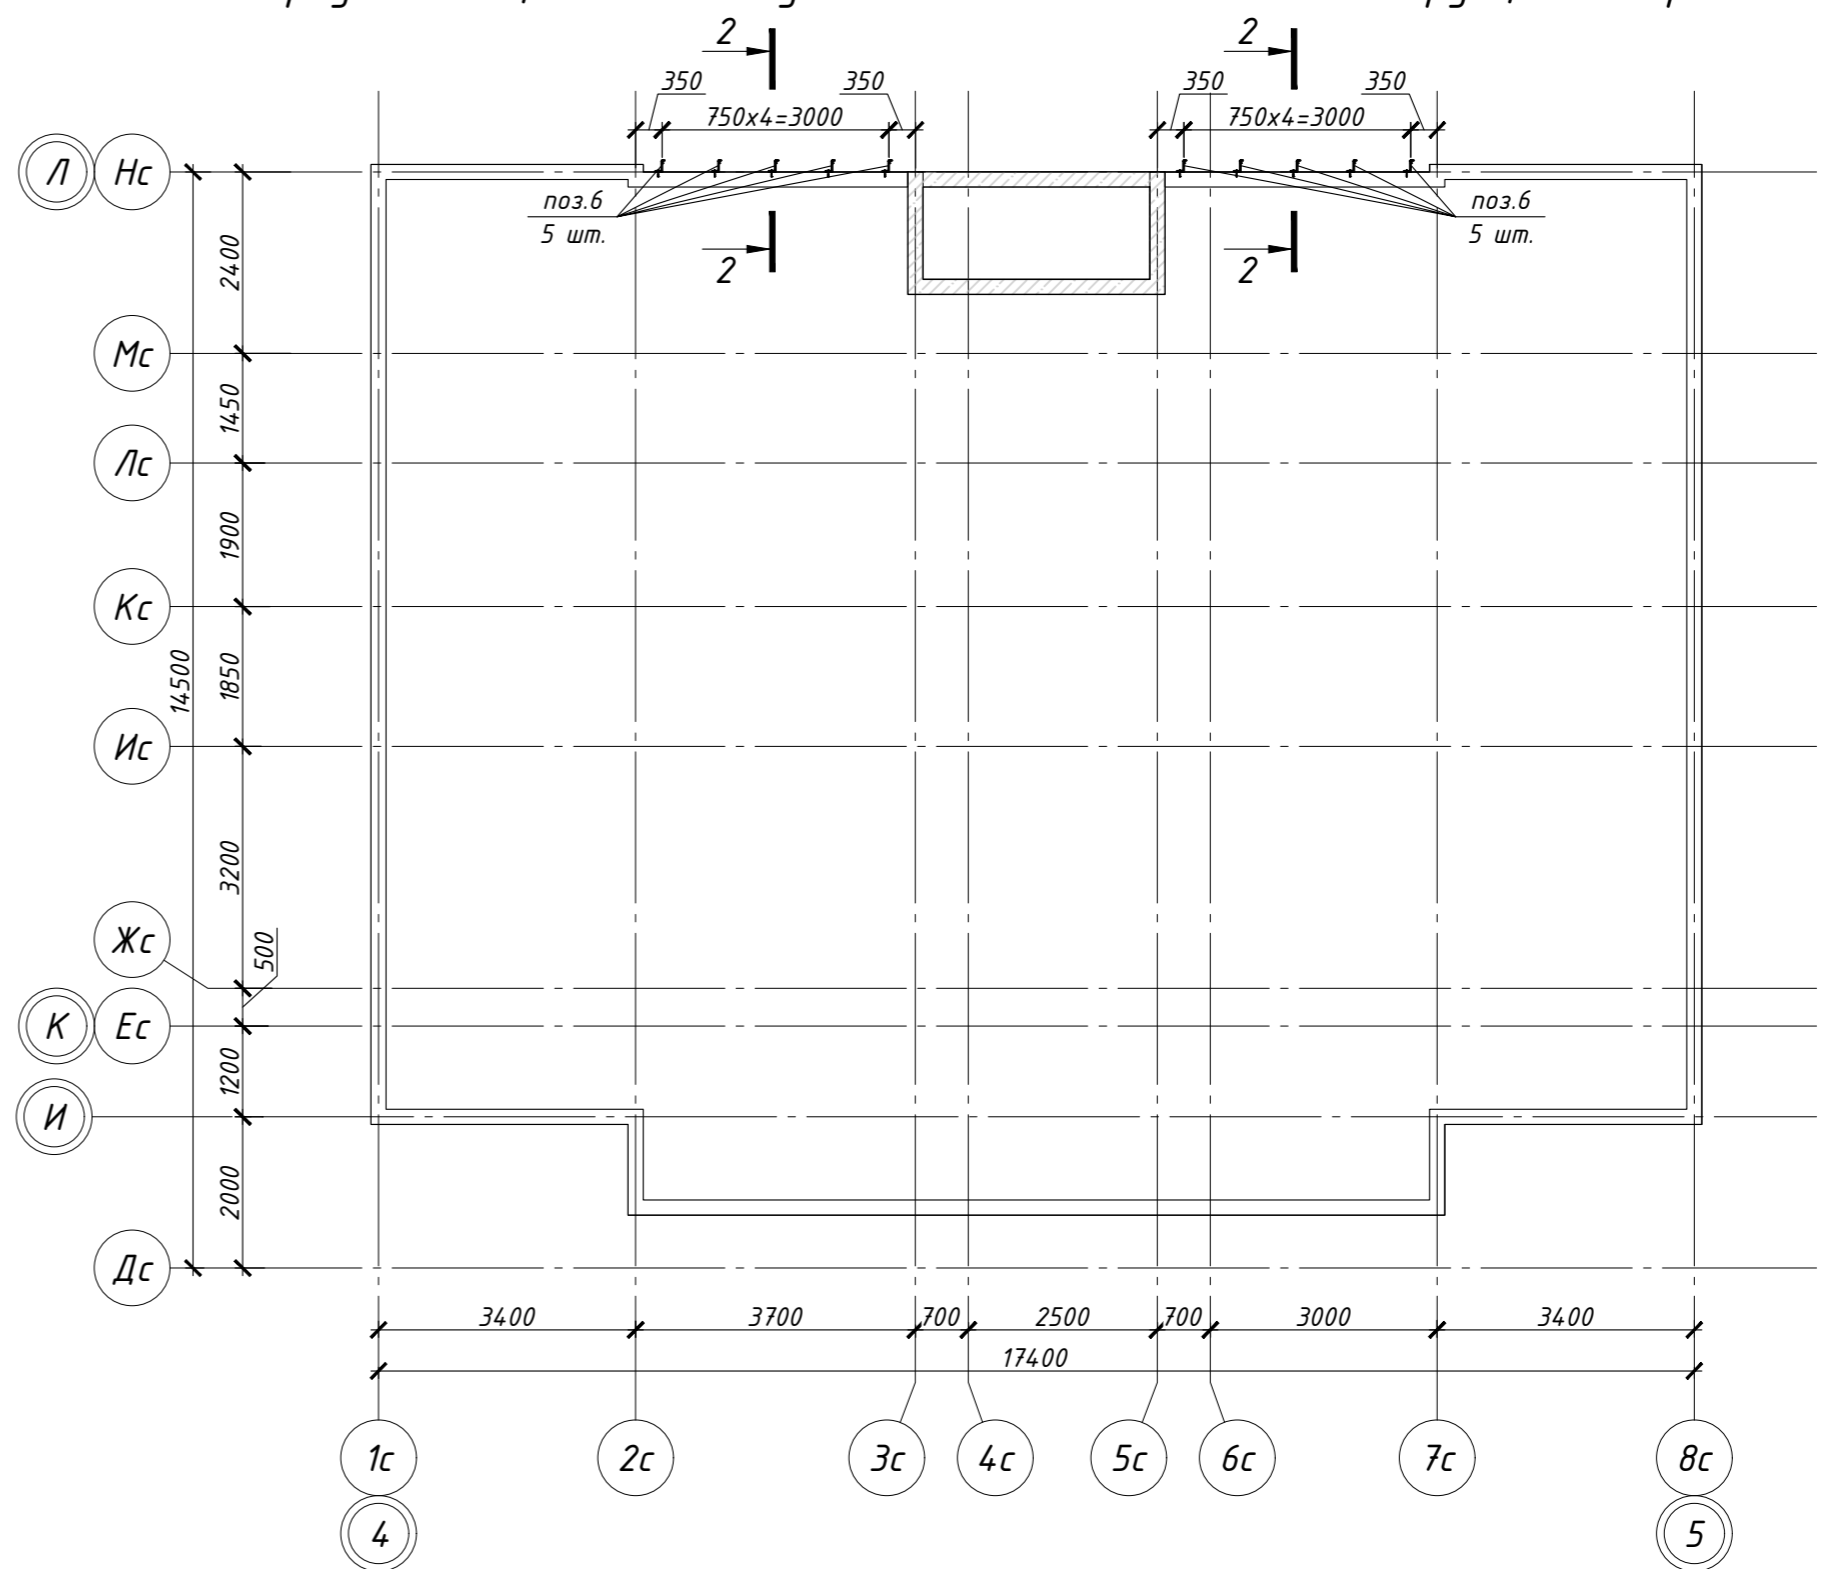 2 2
350 350 350 350
750х4=3000 750х4=3000
Л Нс
поз.6 поз.6
5 шт. 5 шт.
2 2
2400
Мс
1450
Лс
1900
Кс
14500 1850
Ис
3200
Жс 500
К Ес
1200
И
2000
Дс
3400 3700 700 2500 700 3000 3400
17400
1с 2с 3с 4с 5с 6с 7с 8с
4 5